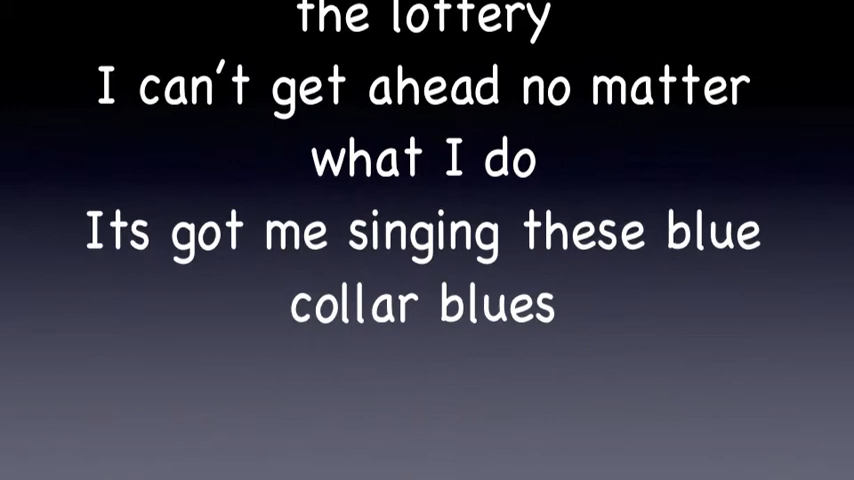 the lottery
I can't get ahead no matter
what I do
Its got me singing these blue
collar blues